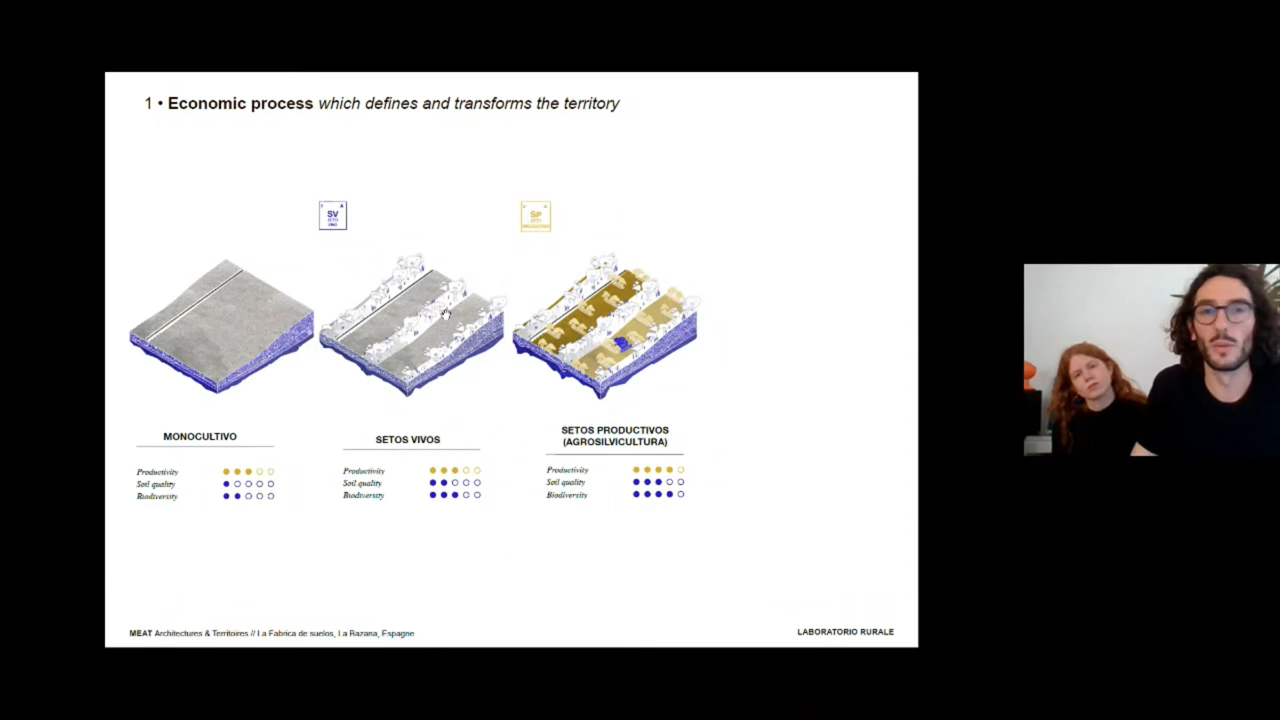 1 • Economic process which defines and transforms the territory
SV
SP
MONOCULTIVO
Productivity
Soil quality
Biodiversity
SETOS VIVOS
Productivity
Soil quality
Biodiversity
SETOS PRODUCTIVOS
(AGROSILVICULTURA)
Productivity
Soil quality
Biodiversity
MEAT Architectures & Territoires // La Fabrica de suelos, La Bazana, Espagne
LABORATORIO RURALE